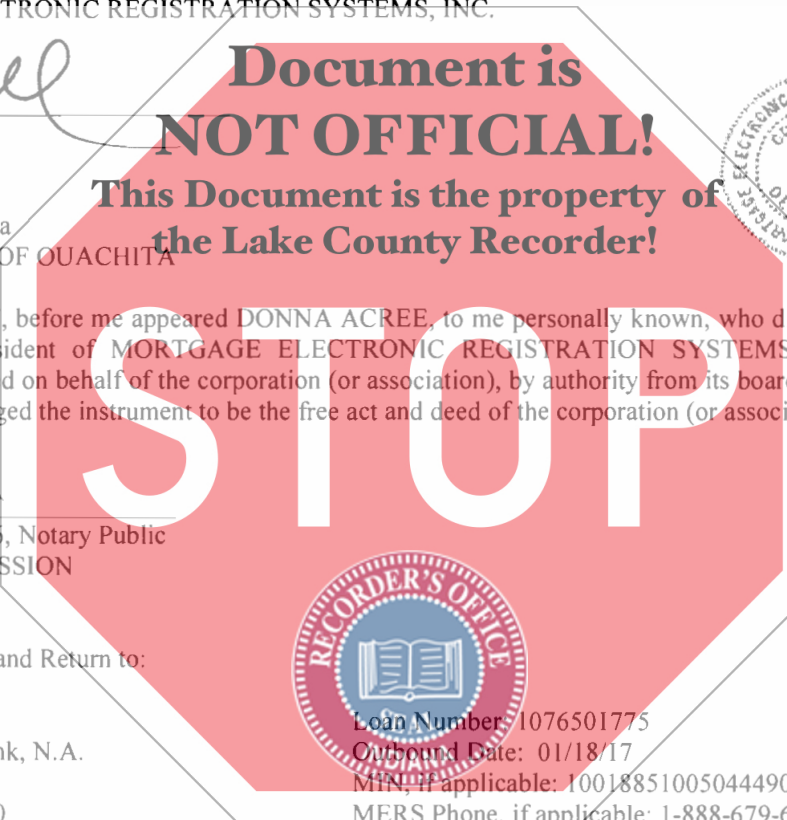 TRONIC REGISTRATION SYSTEMS, INC.
Document is
NOT OFFICIAL!
This Document is the property of
the Lake County Recorder!
a
OF OUACHITA
, before me appeared DONNA ACREE, to me personally known, who d
sident of MORTGAGE ELECTRONIC REGISTRATION SYSTEMS
d on behalf of the corporation (or association), by authority from its boar
ged the instrument to be the free act and deed of the corporation (or associ
STOP
, Notary Public
SSION
RECORDER'S OFFICE
SEAL
INDIANA
and Return to:
Loan Number: 1076501775
nk, N.A.
Outbound Date: 01/18/17
MIN, if applicable: 10018851005044490
MERS Phone, if applicable: 1-888-679-6